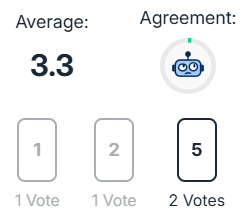 Average:
Agreement:
3.3
1 2 5
1 Vote 1 Vote 2 Votes